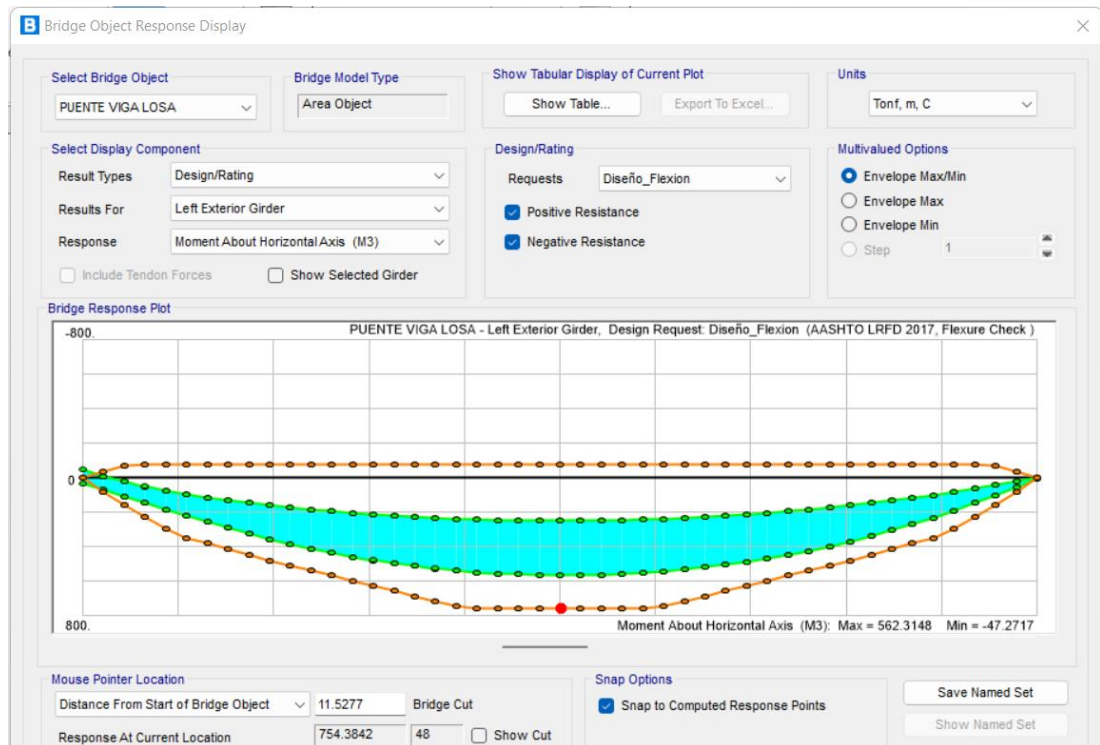 Bridge Object Response Display
Select Bridge Object
PUENTE VIGA LOSA
Bridge Model Type
Area Object
Show Tabular Display of Current Plot
Show Table...
Export To Excel...
Units
Tonf, m, C
Select Display Component
Result Types
Design/Rating
Results For
Left Exterior Girder
Response
Moment About Horizontal Axis (M3)
Include Tendon Forces
Show Selected Girder
Design/Rating
Requests
Diseño_Flexion
Positive Resistance
Negative Resistance
Multivalued Options
Envelope Max/Min
Envelope Max
Envelope Min
Step
1
Bridge Response Plot
-800.
PUENTE VIGA LOSA - Left Exterior Girder, Design Request: Diseño_Flexion (AASHTO LRFD 2017, Flexure Check )
0
800.
Moment About Horizontal Axis (M3): Max = 562.3148 Min = -47.2717
Mouse Pointer Location
Distance From Start of Bridge Object
11.5277
Bridge Cut
Response At Current Location
754.3842
48
Show Cut
Snap Options
Snap to Computed Response Points
Save Named Set
Show Named Set